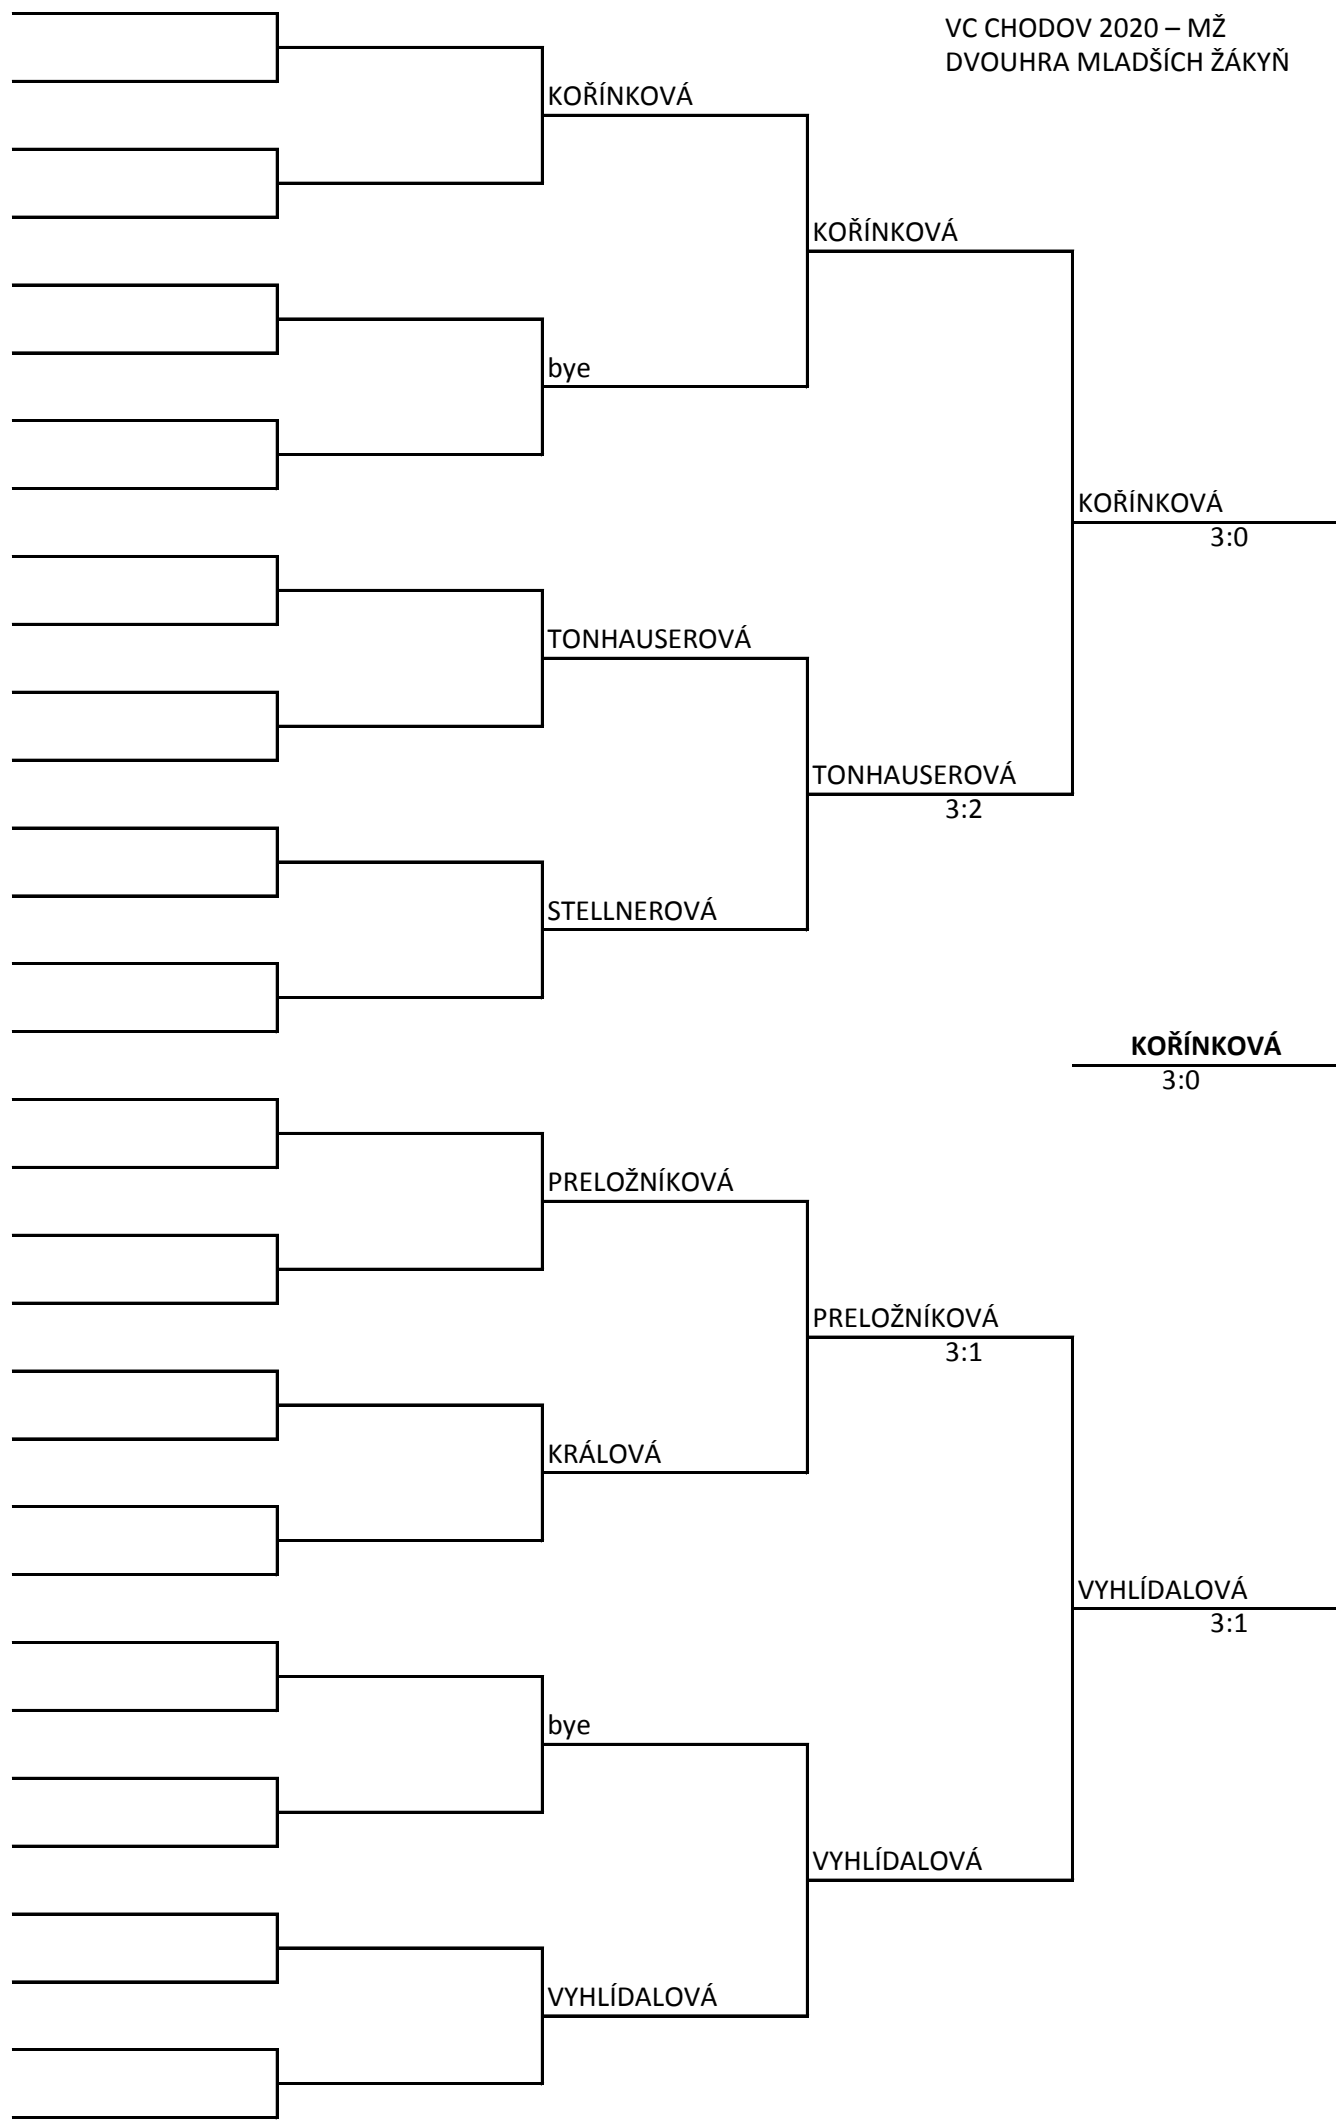 VC CHODOV 2020 – MŽ
DVOUHRA MLADŠÍCH ŽÁKYŇ
KOŘÍNKOVÁ
KOŘÍNKOVÁ
bye
KOŘÍNKOVÁ
3:0
TONHAUSEROVÁ
TONHAUSEROVÁ
3:2
STELLNEROVÁ
KOŘÍNKOVÁ
3:0
PRELOŽNÍKOVÁ
PRELOŽNÍKOVÁ
3:1
KRÁLOVÁ
VYHLÍDALOVÁ
3:1
bye
VYHLÍDALOVÁ
VYHLÍDALOVÁ